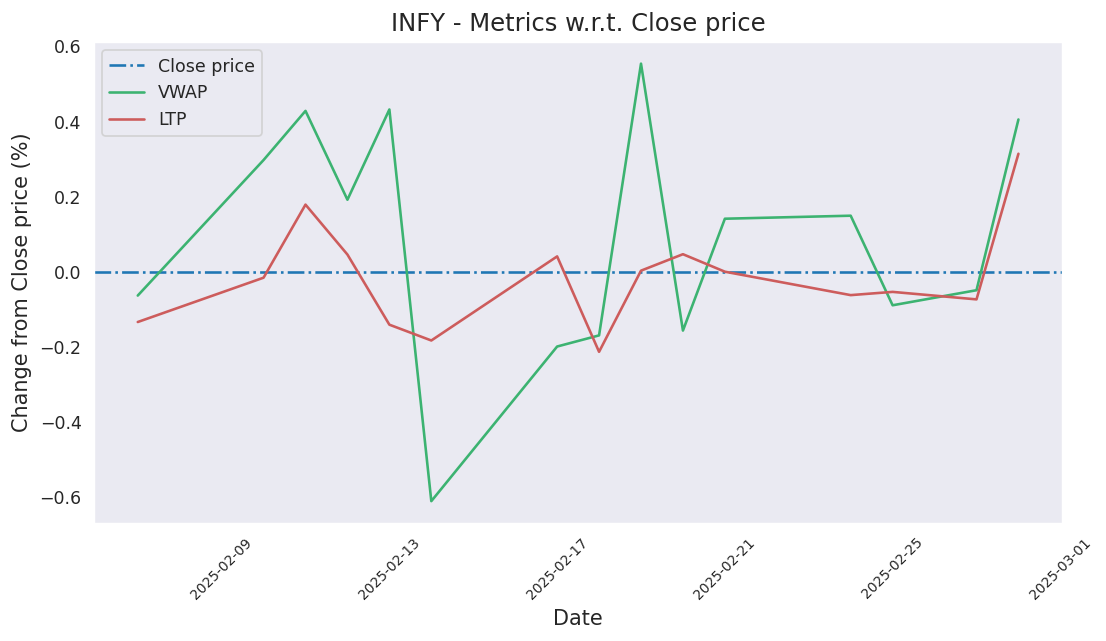 INFY - Metrics w.r.t. Close price
Close price
VWAP
LTP
Change from Close price (%)
0.6
0.4
0.2
0.0
−0.2
−0.4
−0.6
2025-02-09
2025-02-13
2025-02-17
2025-02-21
2025-02-25
2025-03-01
Date